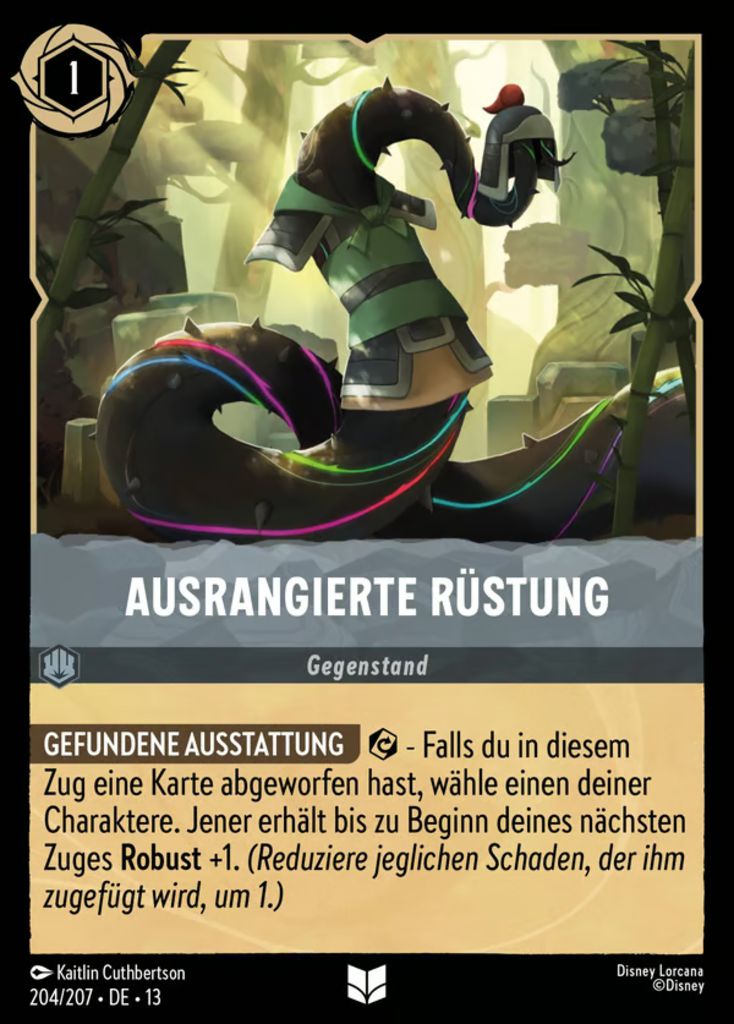 1
AUSRANGIERTE RÜSTUNG
Gegenstand
GEFUNDENE AUSSTATTUNG - Falls du in diesem
Zug eine Karte abgeworfen hast, wähle einen deiner
Charaktere. Jener erhält bis zu Beginn deines nächsten
Zuges Robust +1. (Reduziere jeglichen Schaden, der ihm
zugefügt wird, um 1.)
Kaitlin Cuthbertson
204/207 • DE • 13
Disney Lorcana
©Disney